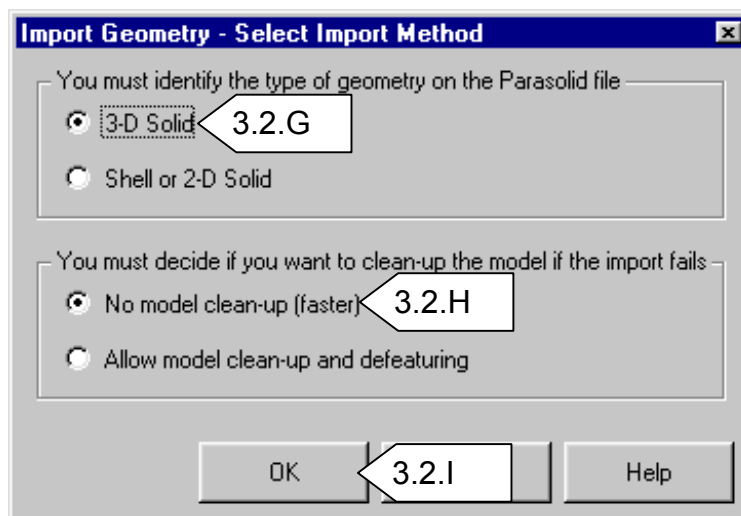 Import Geometry - Select Import Method
You must identify the type of geometry on the Parasolid file
3-D Solid 3.2.G
Shell or 2-D Solid
You must decide if you want to clean-up the model if the import fails
No model clean-up (faster) 3.2.H
Allow model clean-up and defeaturing
OK 3.2.I Help